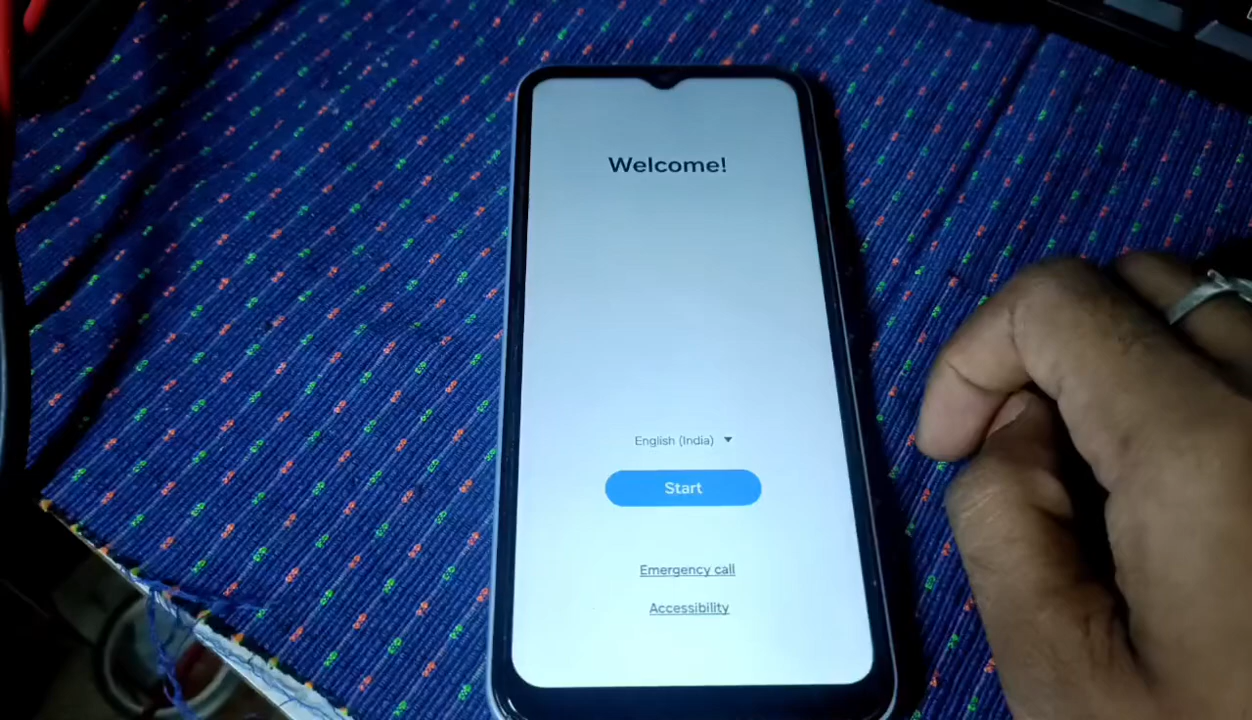 Welcome!
English (India)
Start
Emergency call
Accessibility